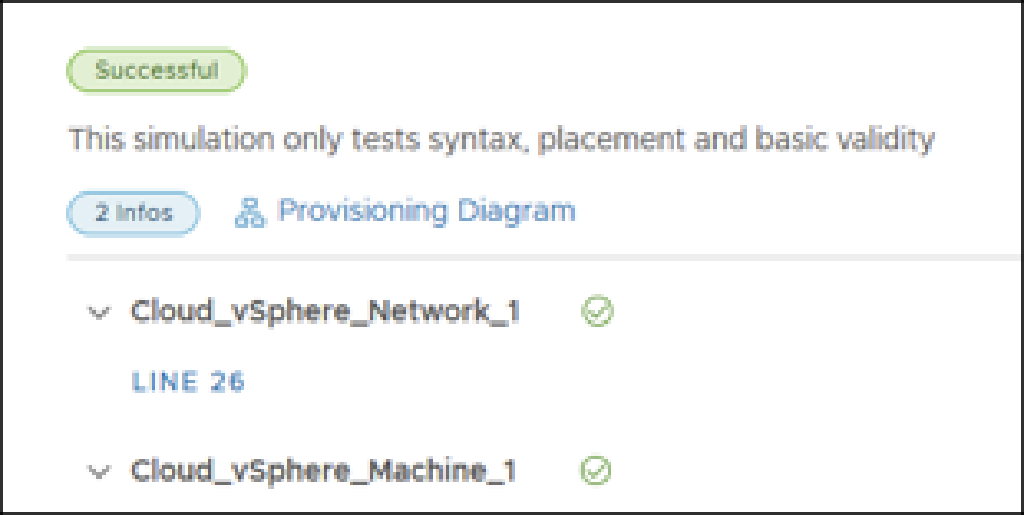 Successful
This simulation only tests syntax, placement and basic validity
2 Infos Provisioning Diagram
Cloud_vSphere_Network_1
LINE 26
Cloud_vSphere_Machine_1